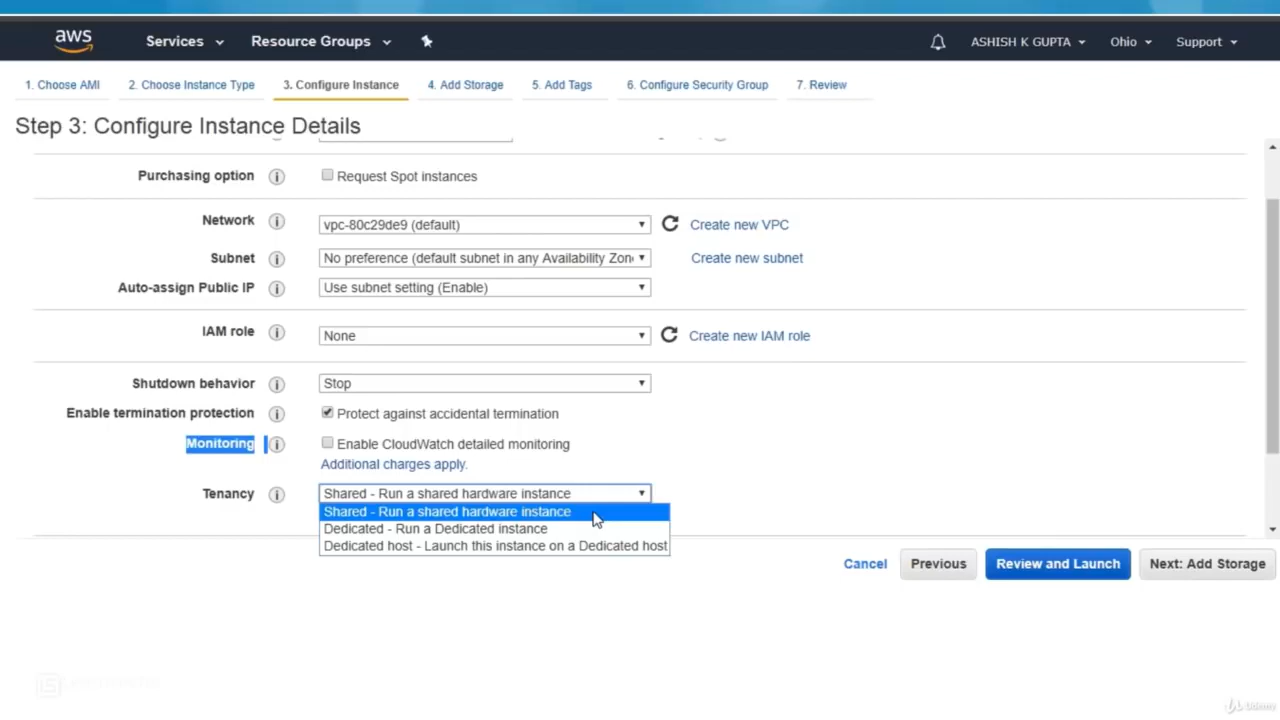 aws Services Resource Groups ASHISH K GUPTA Ohio Support
1. Choose AMI 2. Choose Instance Type 3. Configure Instance 4. Add Storage 5. Add Tags 6. Configure Security Group 7. Review
Step 3: Configure Instance Details
Purchasing option Request Spot instances
Network vpc-80c29de9 (default) Create new VPC
Subnet No preference (default subnet in any Availability Zone Create new subnet
Auto-assign Public IP Use subnet setting (Enable)
IAM role None Create new IAM role
Shutdown behavior Stop
Enable termination protection Protect against accidental termination
Monitoring Enable CloudWatch detailed monitoring
Additional charges apply.
Tenancy Shared - Run a shared hardware instance
Shared - Run a shared hardware instance
Dedicated - Run a Dedicated instance
Dedicated host - Launch this instance on a Dedicated host
Cancel Previous Review and Launch Next: Add Storage
Udemy